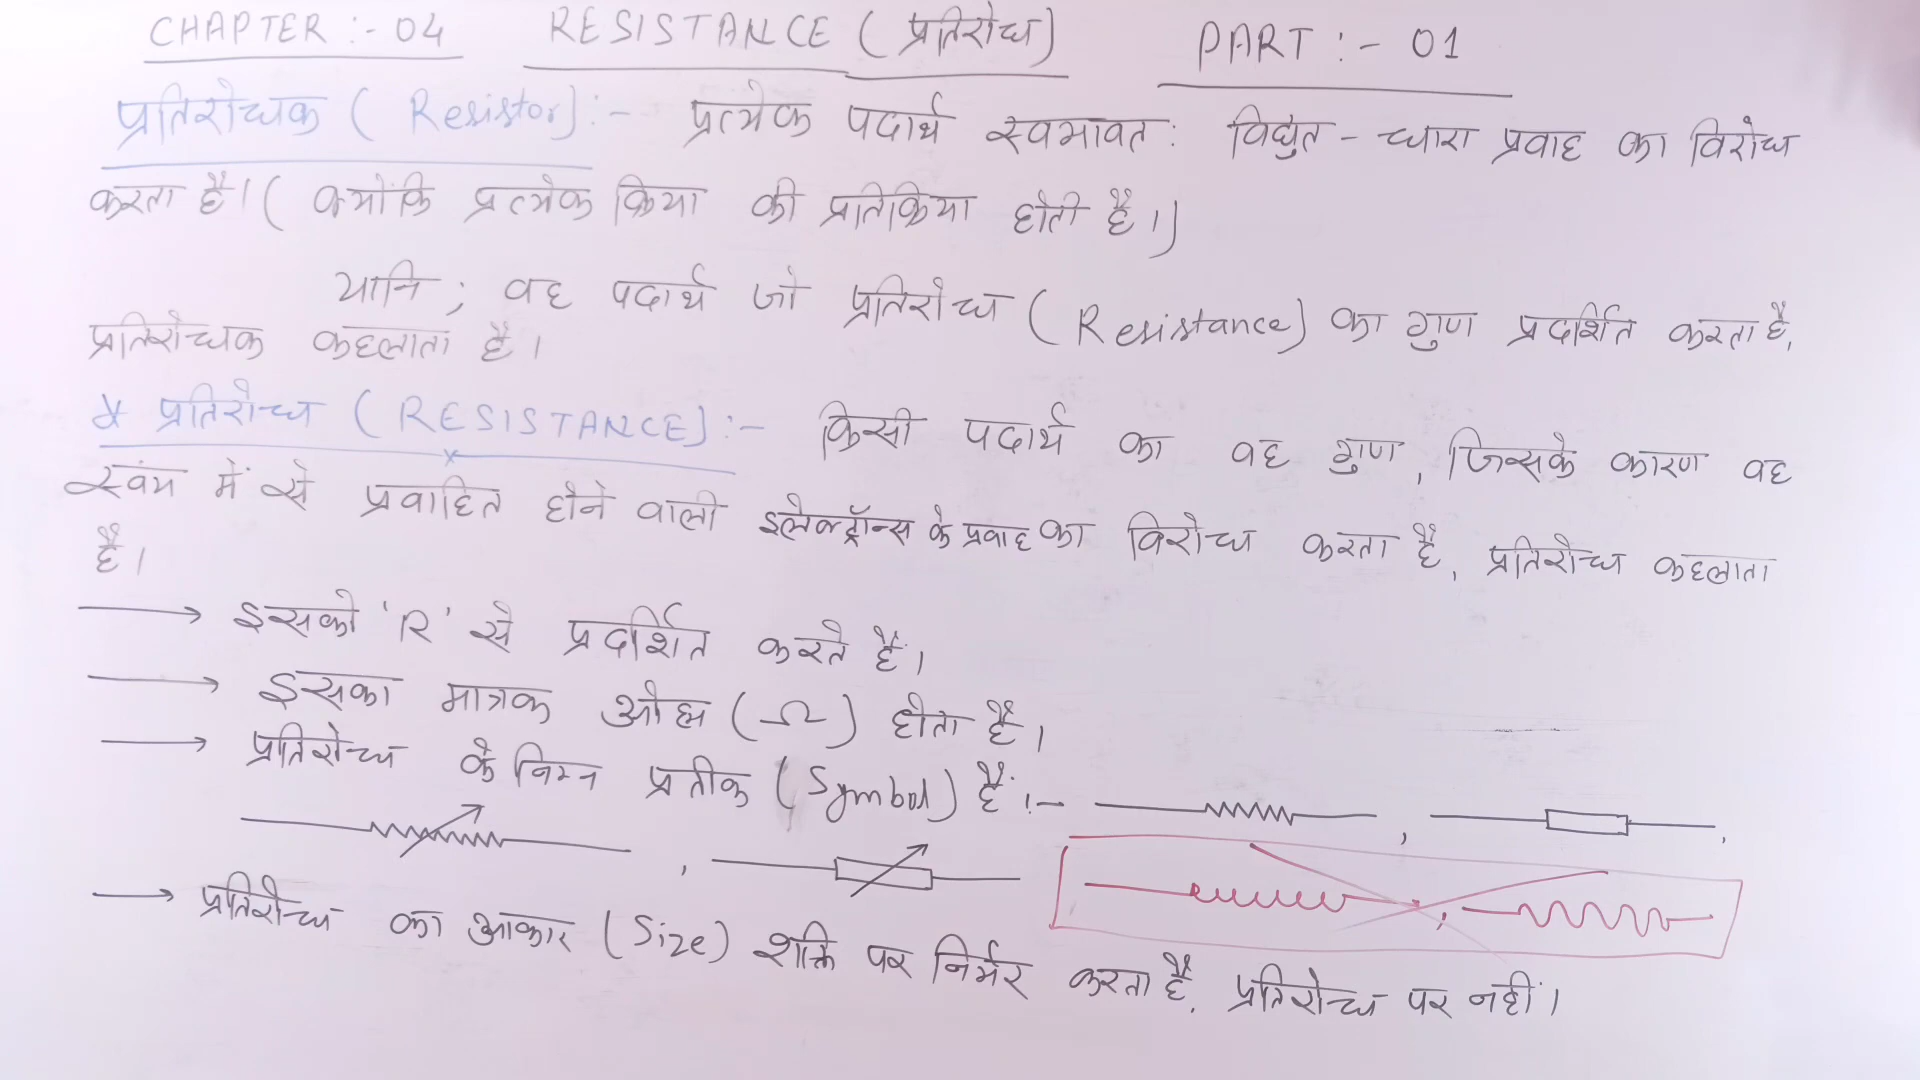 CHAPTER :- 04 RESISTANCE (प्रतिरोध) PART :- 01
प्रतिरोधक ( Resistor) :- प्रत्येक पदार्थ स्वभावतः विद्युत - धारा प्रवाह का विरोध
करता है। ( क्योंकि प्रत्येक क्रिया की प्रतिक्रिया होती है।)
यानि ; वह पदार्थ जो प्रतिरोध ( Resistance) का गुण प्रदर्शित करता है,
प्रतिरोधक कहलाता है।
* प्रतिरोध ( RESISTANCE) :- किसी पदार्थ का वह गुण , जिसके कारण वह
स्वंय में से प्रवाहित होने वाली इलेक्ट्रॉन्स के प्रवाह का विरोध करता है, प्रतिरोध कहलाता
है।
→ इसको 'R' से प्रदर्शित करते हैं।
→ इसका मात्रक ओह्म (Ω) होता है।
→ प्रतिरोध के निम्न प्रतीक (Symbol) हैं :-
→ प्रतिरोध का आकार (Size) शक्ति पर निर्भर करता है, प्रतिरोध पर नहीं।